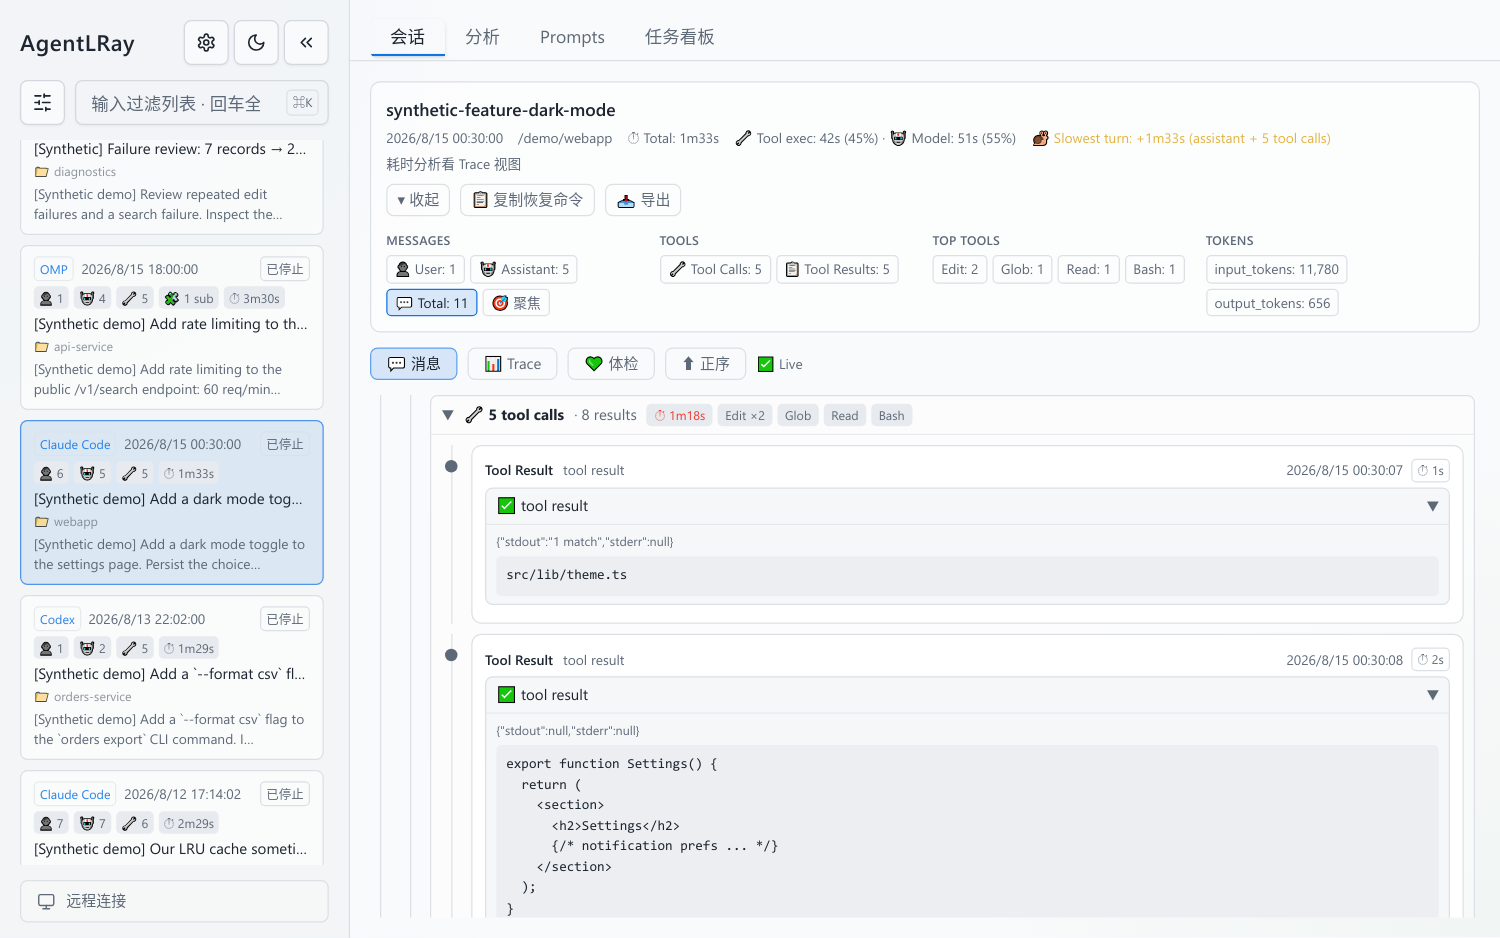 AgentLRay
输入过滤列表 · 回车全
⌘K
[Synthetic] Failure review: 7 records → 2...
diagnostics
[Synthetic demo] Review repeated edit
failures and a search failure. Inspect the...
OMP 2026/8/15 18:00:00 已停止
1 4 5 1 sub 3m30s
[Synthetic demo] Add rate limiting to th...
api-service
[Synthetic demo] Add rate limiting to the
public /v1/search endpoint: 60 req/min...
Claude Code 2026/8/15 00:30:00 已停止
6 5 5 1m33s
[Synthetic demo] Add a dark mode tog...
webapp
[Synthetic demo] Add a dark mode toggle to
the settings page. Persist the choice...
Codex 2026/8/13 22:02:00 已停止
1 2 5 1m29s
[Synthetic demo] Add a `--format csv` fl...
orders-service
[Synthetic demo] Add a `--format csv` flag to
the `orders export` CLI command. I...
Claude Code 2026/8/12 17:14:02 已停止
7 7 6 2m29s
[Synthetic demo] Our LRU cache someti...
远程连接
会话 分析 Prompts 任务看板
synthetic-feature-dark-mode
2026/8/15 00:30:00 /demo/webapp Total: 1m33s Tool exec: 42s (45%) · Model: 51s (55%) Slowest turn: +1m33s (assistant + 5 tool calls)
耗时分析看 Trace 视图
▾ 收起 复制恢复命令 导出
MESSAGES TOOLS TOP TOOLS TOKENS
User: 1 Assistant: 5 Tool Calls: 5 Tool Results: 5 Edit: 2 Glob: 1 Read: 1 Bash: 1 input_tokens: 11,780
Total: 11 聚焦 output_tokens: 656
消息 Trace 体检 正序 Live
5 tool calls · 8 results 1m18s Edit ×2 Glob Read Bash
Tool Result tool result 2026/8/15 00:30:07 1s
tool result
{"stdout":"1 match","stderr":null}
src/lib/theme.ts
Tool Result tool result 2026/8/15 00:30:08 2s
tool result
{"stdout":null,"stderr":null}
export function Settings() {
return (
<section>
<h2>Settings</h2>
{/* notification prefs ... */}
</section>
);
}